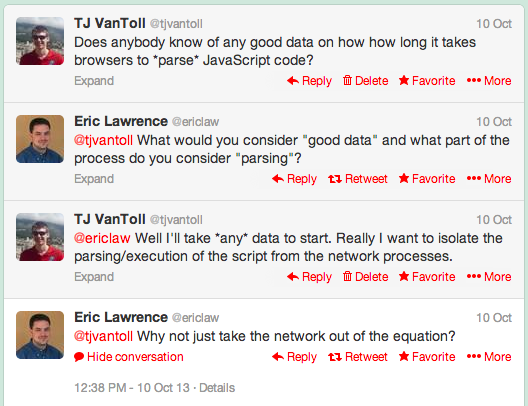 TJ VanToll @tjvantoll 10 Oct
Does anybody know of any good data on how how long it takes
browsers to *parse* JavaScript code?
Expand Reply Delete Favorite More
Eric Lawrence @ericlaw 10 Oct
@tjvantoll What would you consider "good data" and what part of the
process do you consider "parsing"?
Expand Reply Retweet Favorite More
TJ VanToll @tjvantoll 10 Oct
@ericlaw Well I'll take *any* data to start. Really I want to isolate the
parsing/execution of the script from the network processes.
Expand Reply Delete Favorite More
Eric Lawrence @ericlaw 10 Oct
@tjvantoll Why not just take the network out of the equation?
Hide conversation Reply Retweet Favorite More
12:38 PM - 10 Oct 13 · Details